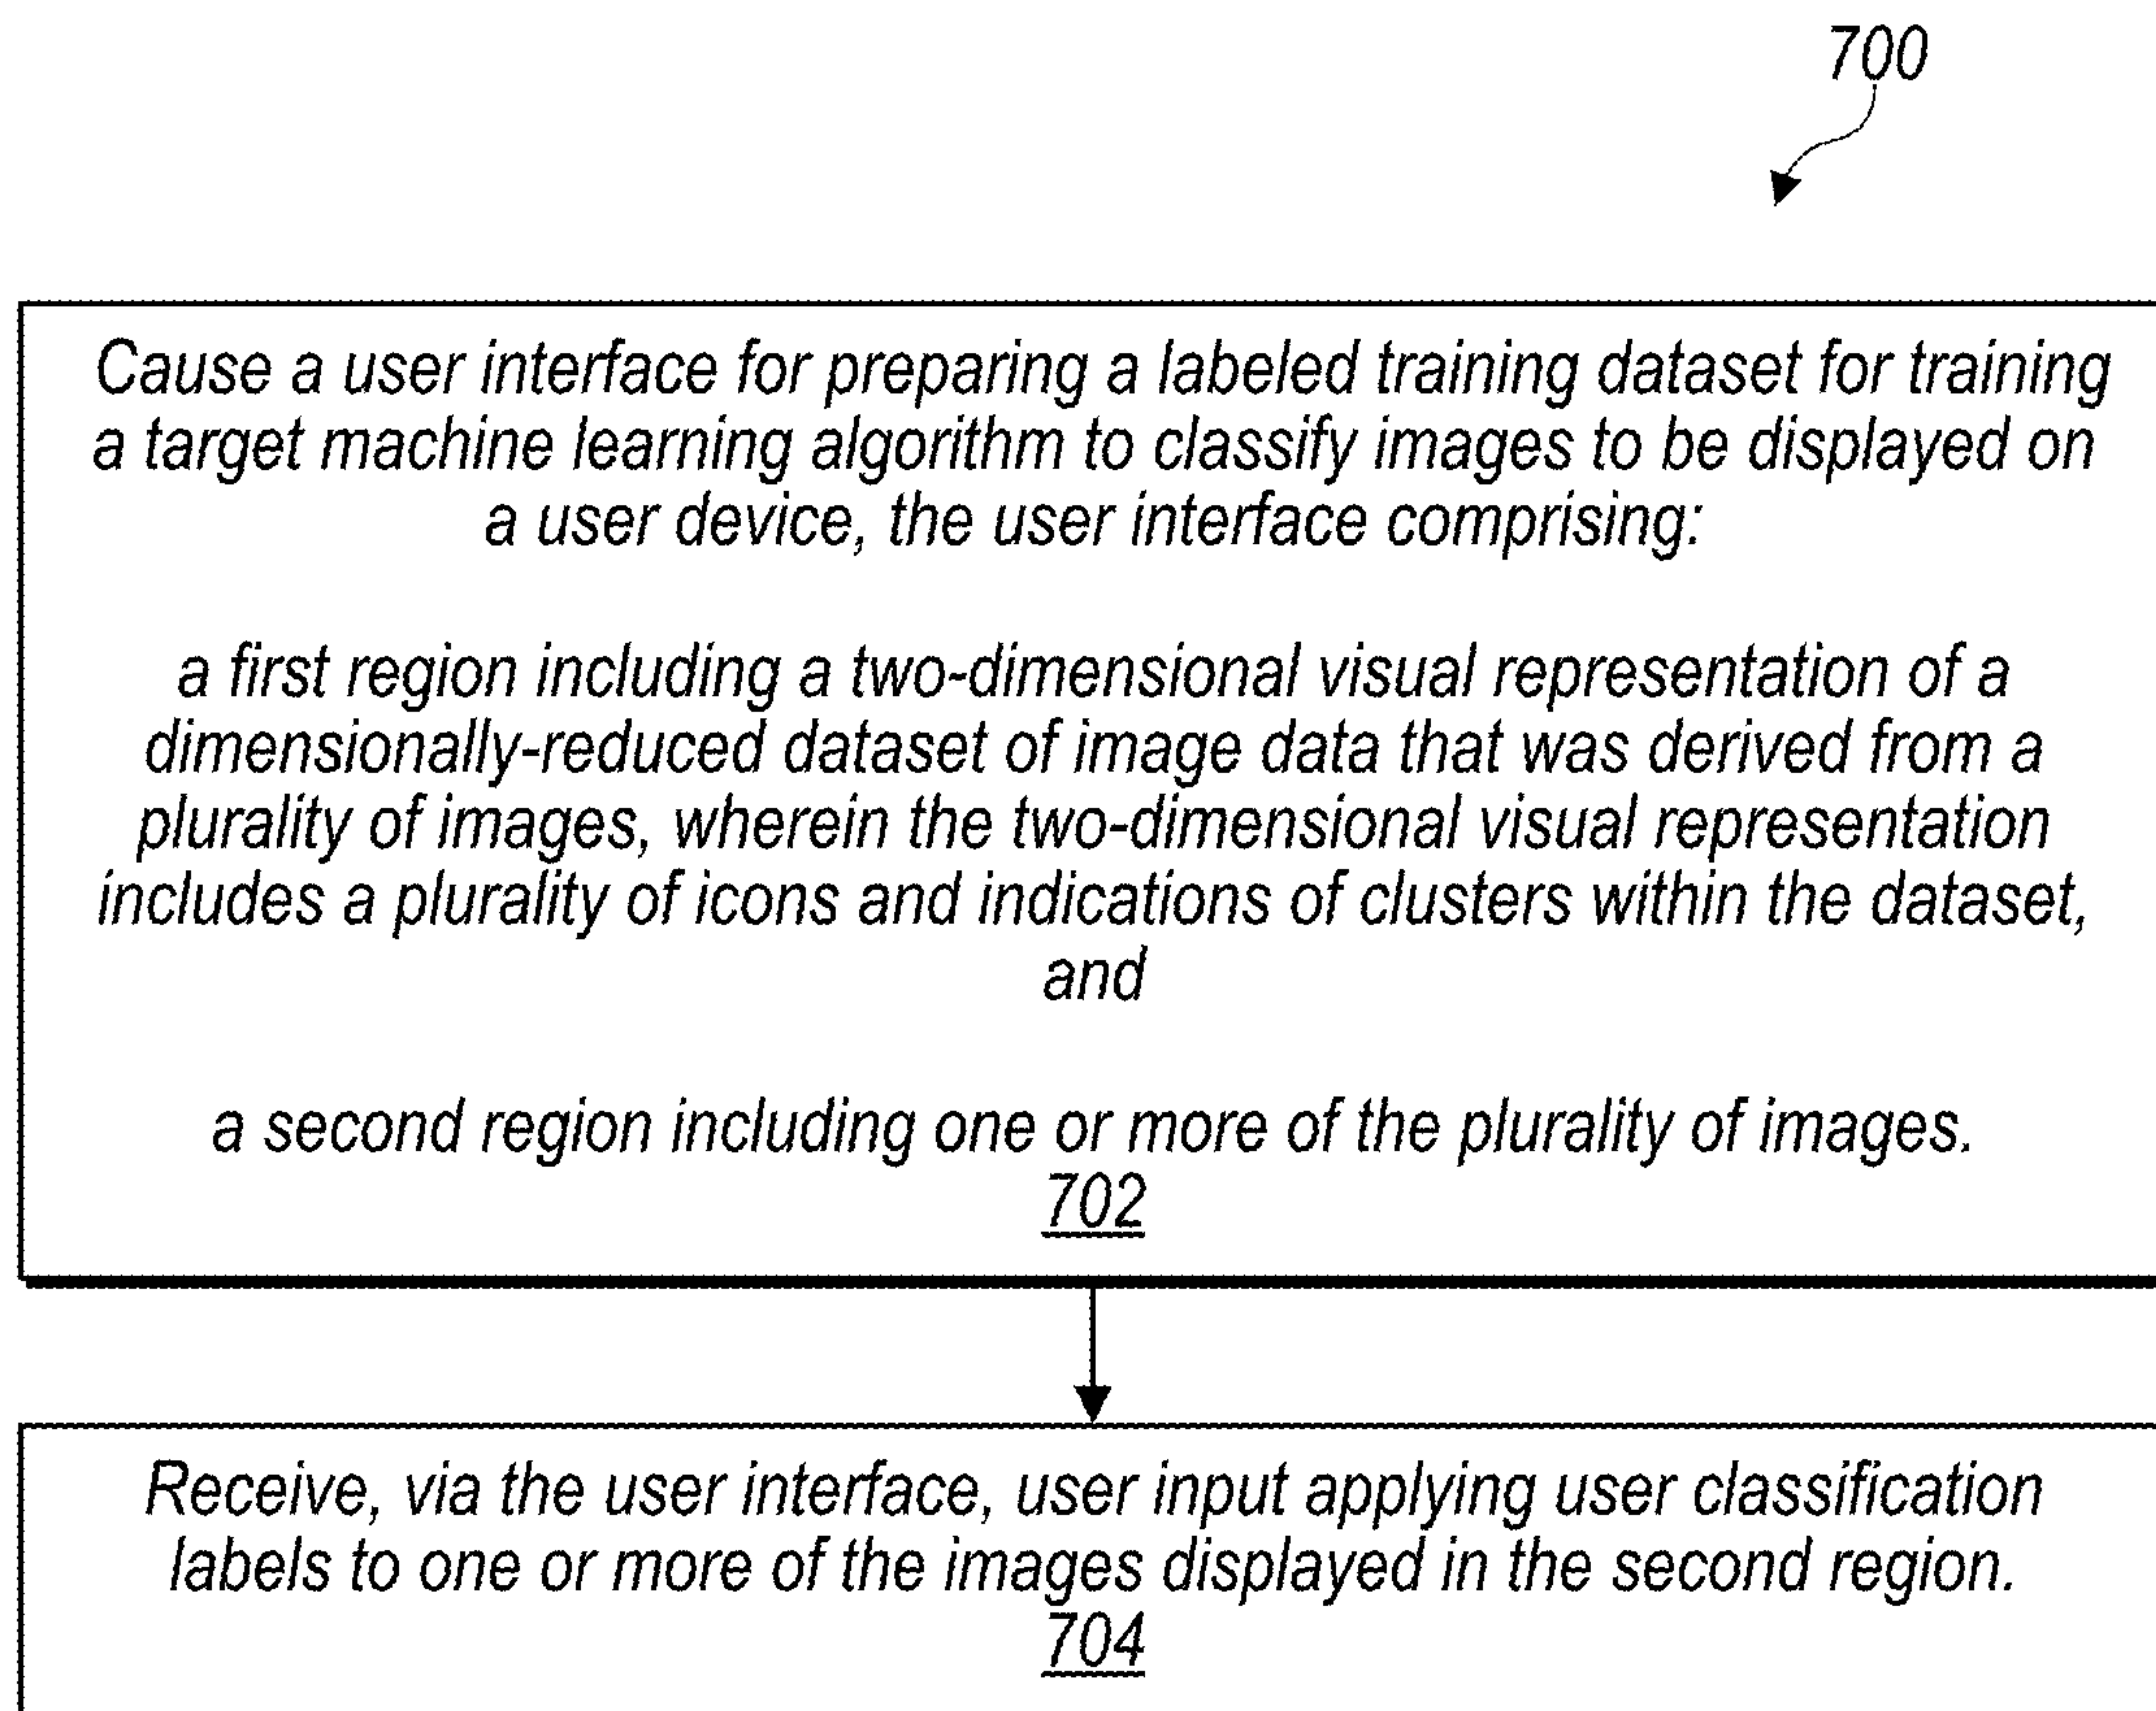 700
Cause a user interface for preparing a labeled training dataset for training
a target machine learning algorithm to classify images to be displayed on
a user device, the user interface comprising:
a first region including a two-dimensional visual representation of a
dimensionally-reduced dataset of image data that was derived from a
plurality of images, wherein the two-dimensional visual representation
includes a plurality of icons and indications of clusters within the dataset,
and
a second region including one or more of the plurality of images.
702
Receive, via the user interface, user input applying user classification
labels to one or more of the images displayed in the second region.
704